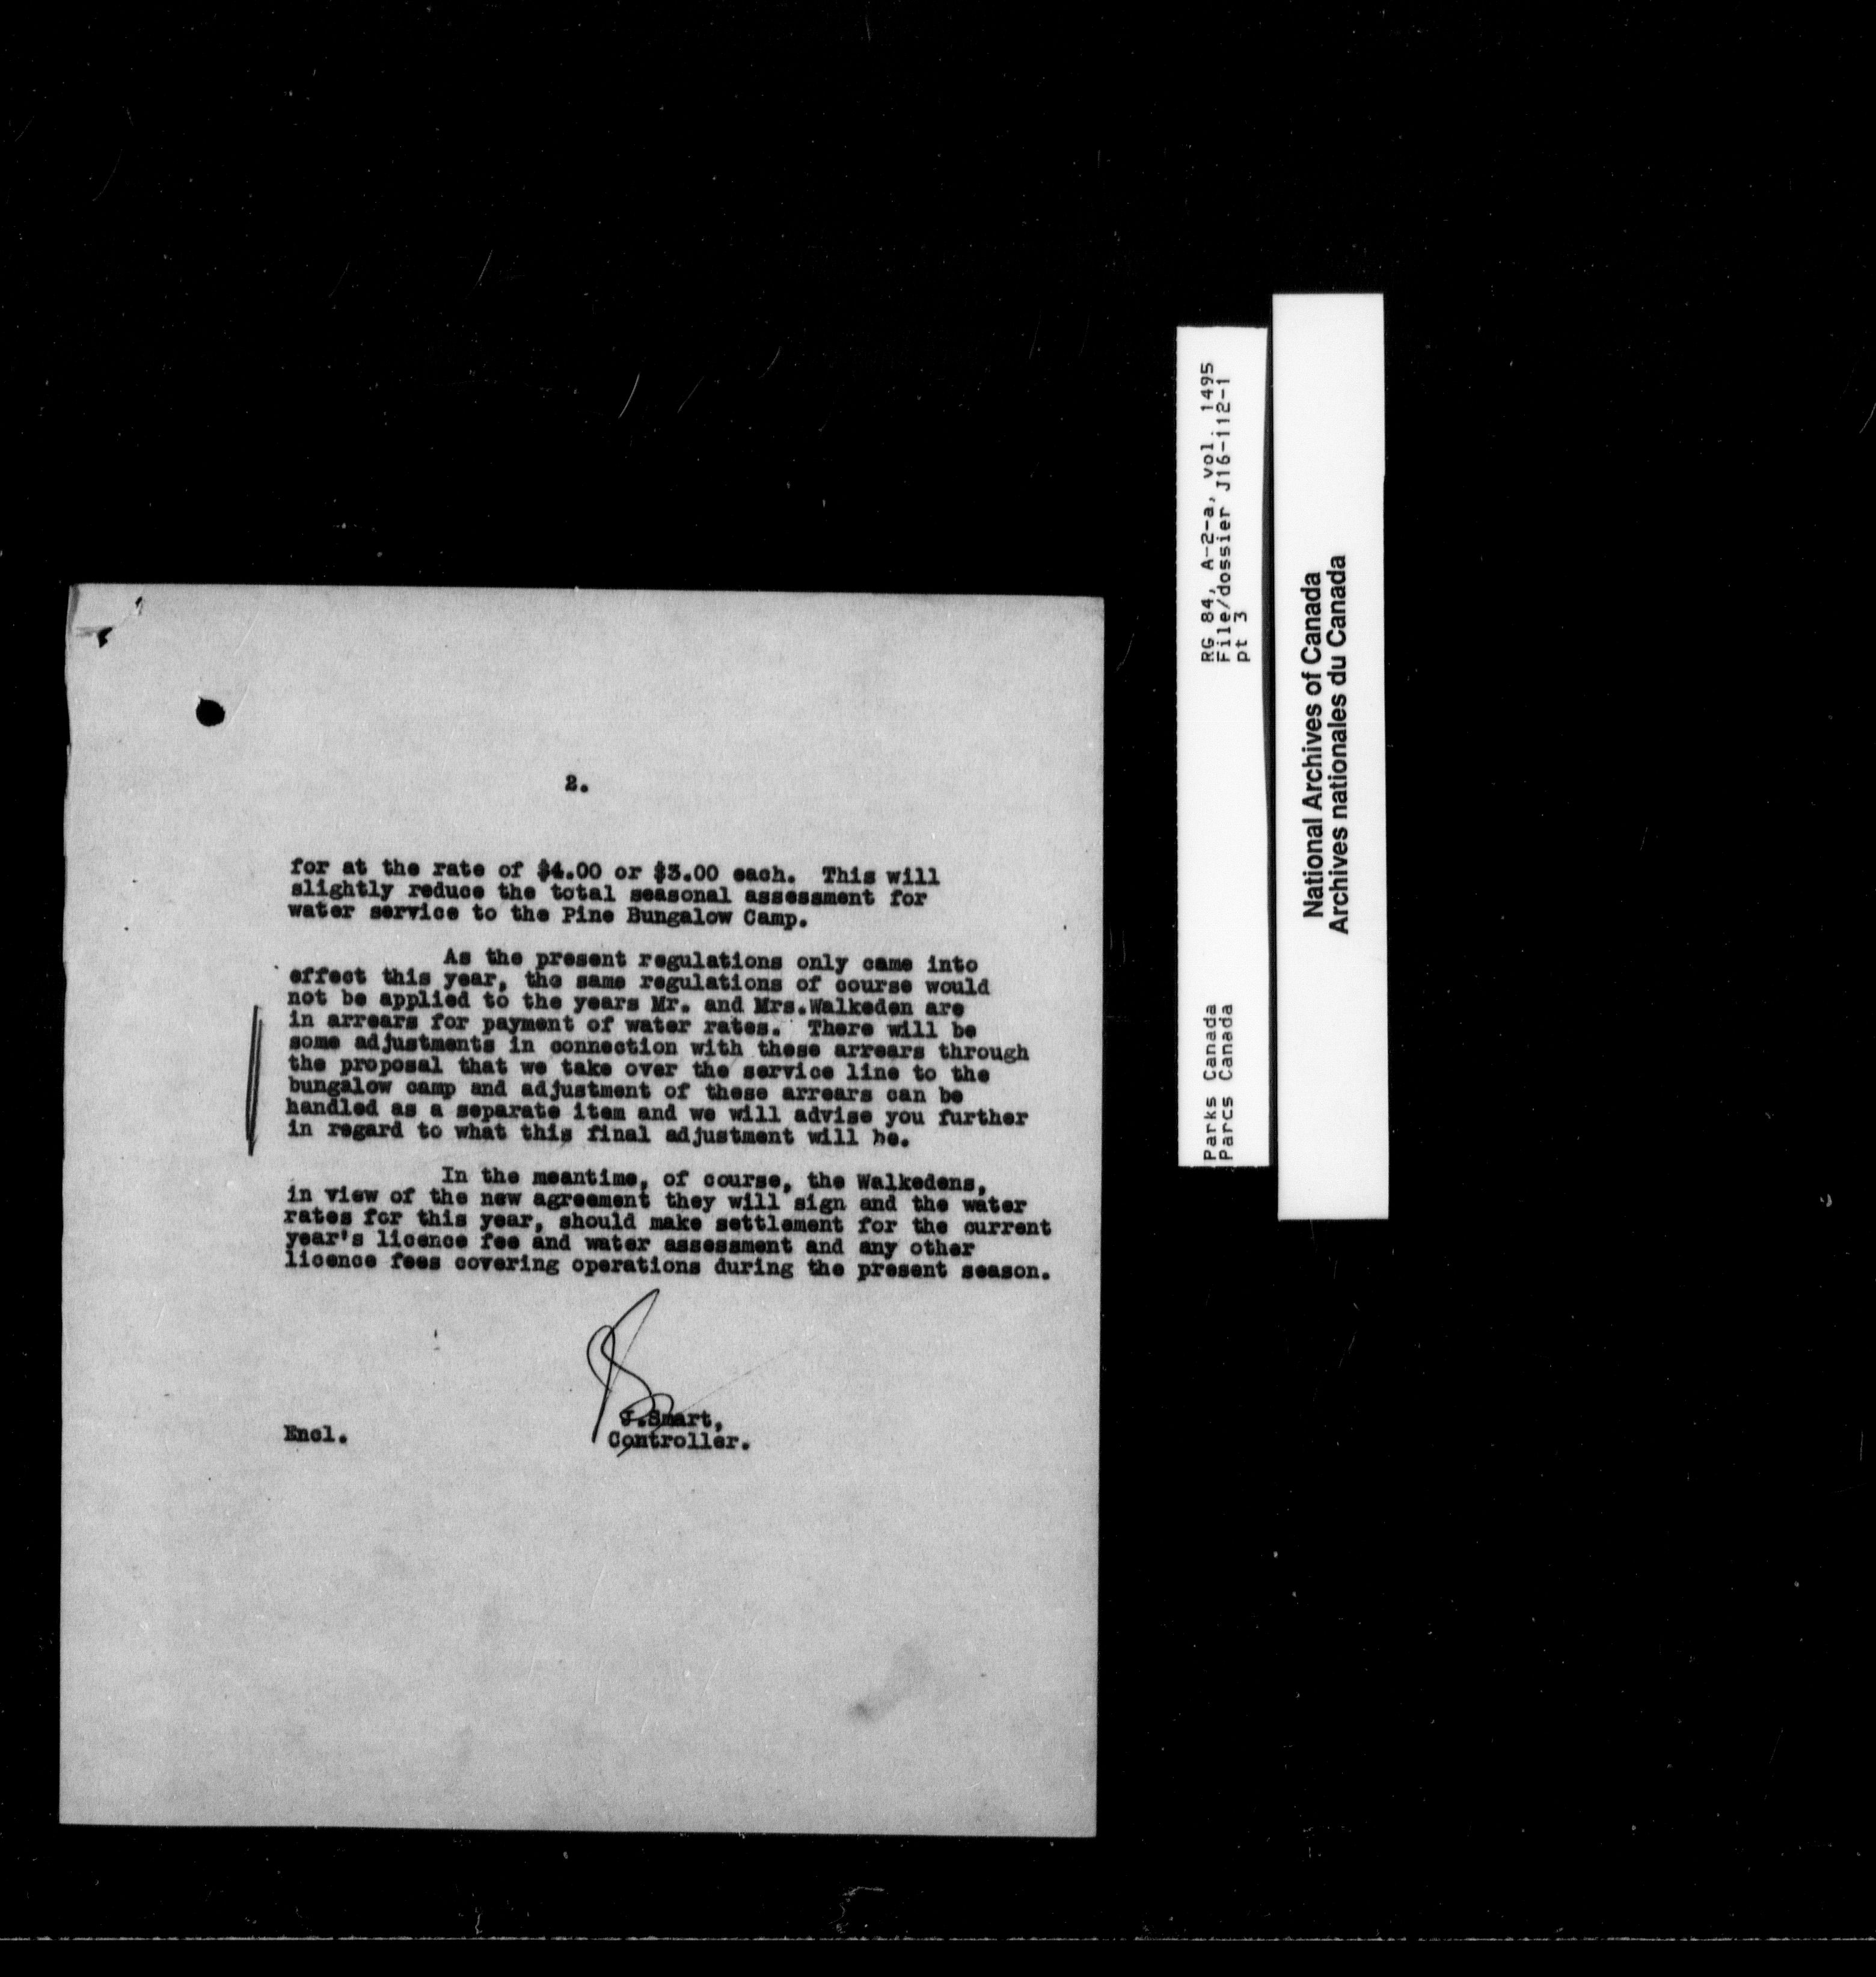 2.
for at the rate of $4.00 or $3.00 each. This will
slightly reduce the total seasonal assessment for
water service to the Pine Bungalow Camp.
As the present regulations only came into
effect this year, the same regulations of course would
not be applied to the years Mr. and Mrs.Walkeden are
in arrears for payment of water rates. There will be
some adjustments in connection with these arrears through
the proposal that we take over the service line to the
bungalow camp and adjustment of these arrears can be
handled as a separate item and we will advise you further
in regard to what this final adjustment will be.
In the meantime, of course, the Walkedens,
in view of the new agreement they will sign and the water
rates for this year, should make settlement for the current
year's licence fee and water assessment and any other
licence fees covering operations during the present season.
J.Smart,
Controller.
Encl.
Parks Canada
Parcs Canada
RG 84, A-2-a, vol. 1495
File/dossier J16-112-1
pt 3
National Archives of Canada
Archives nationales du Canada